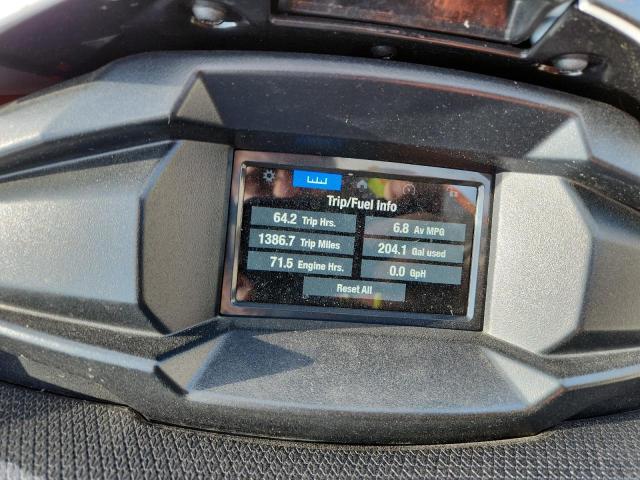 Trip/Fuel Info
64.2 Trip Hrs. 6.8 Av MPG
1386.7 Trip Miles 204.1 Gal used
71.5 Engine Hrs. 0.0 GpH
Reset All